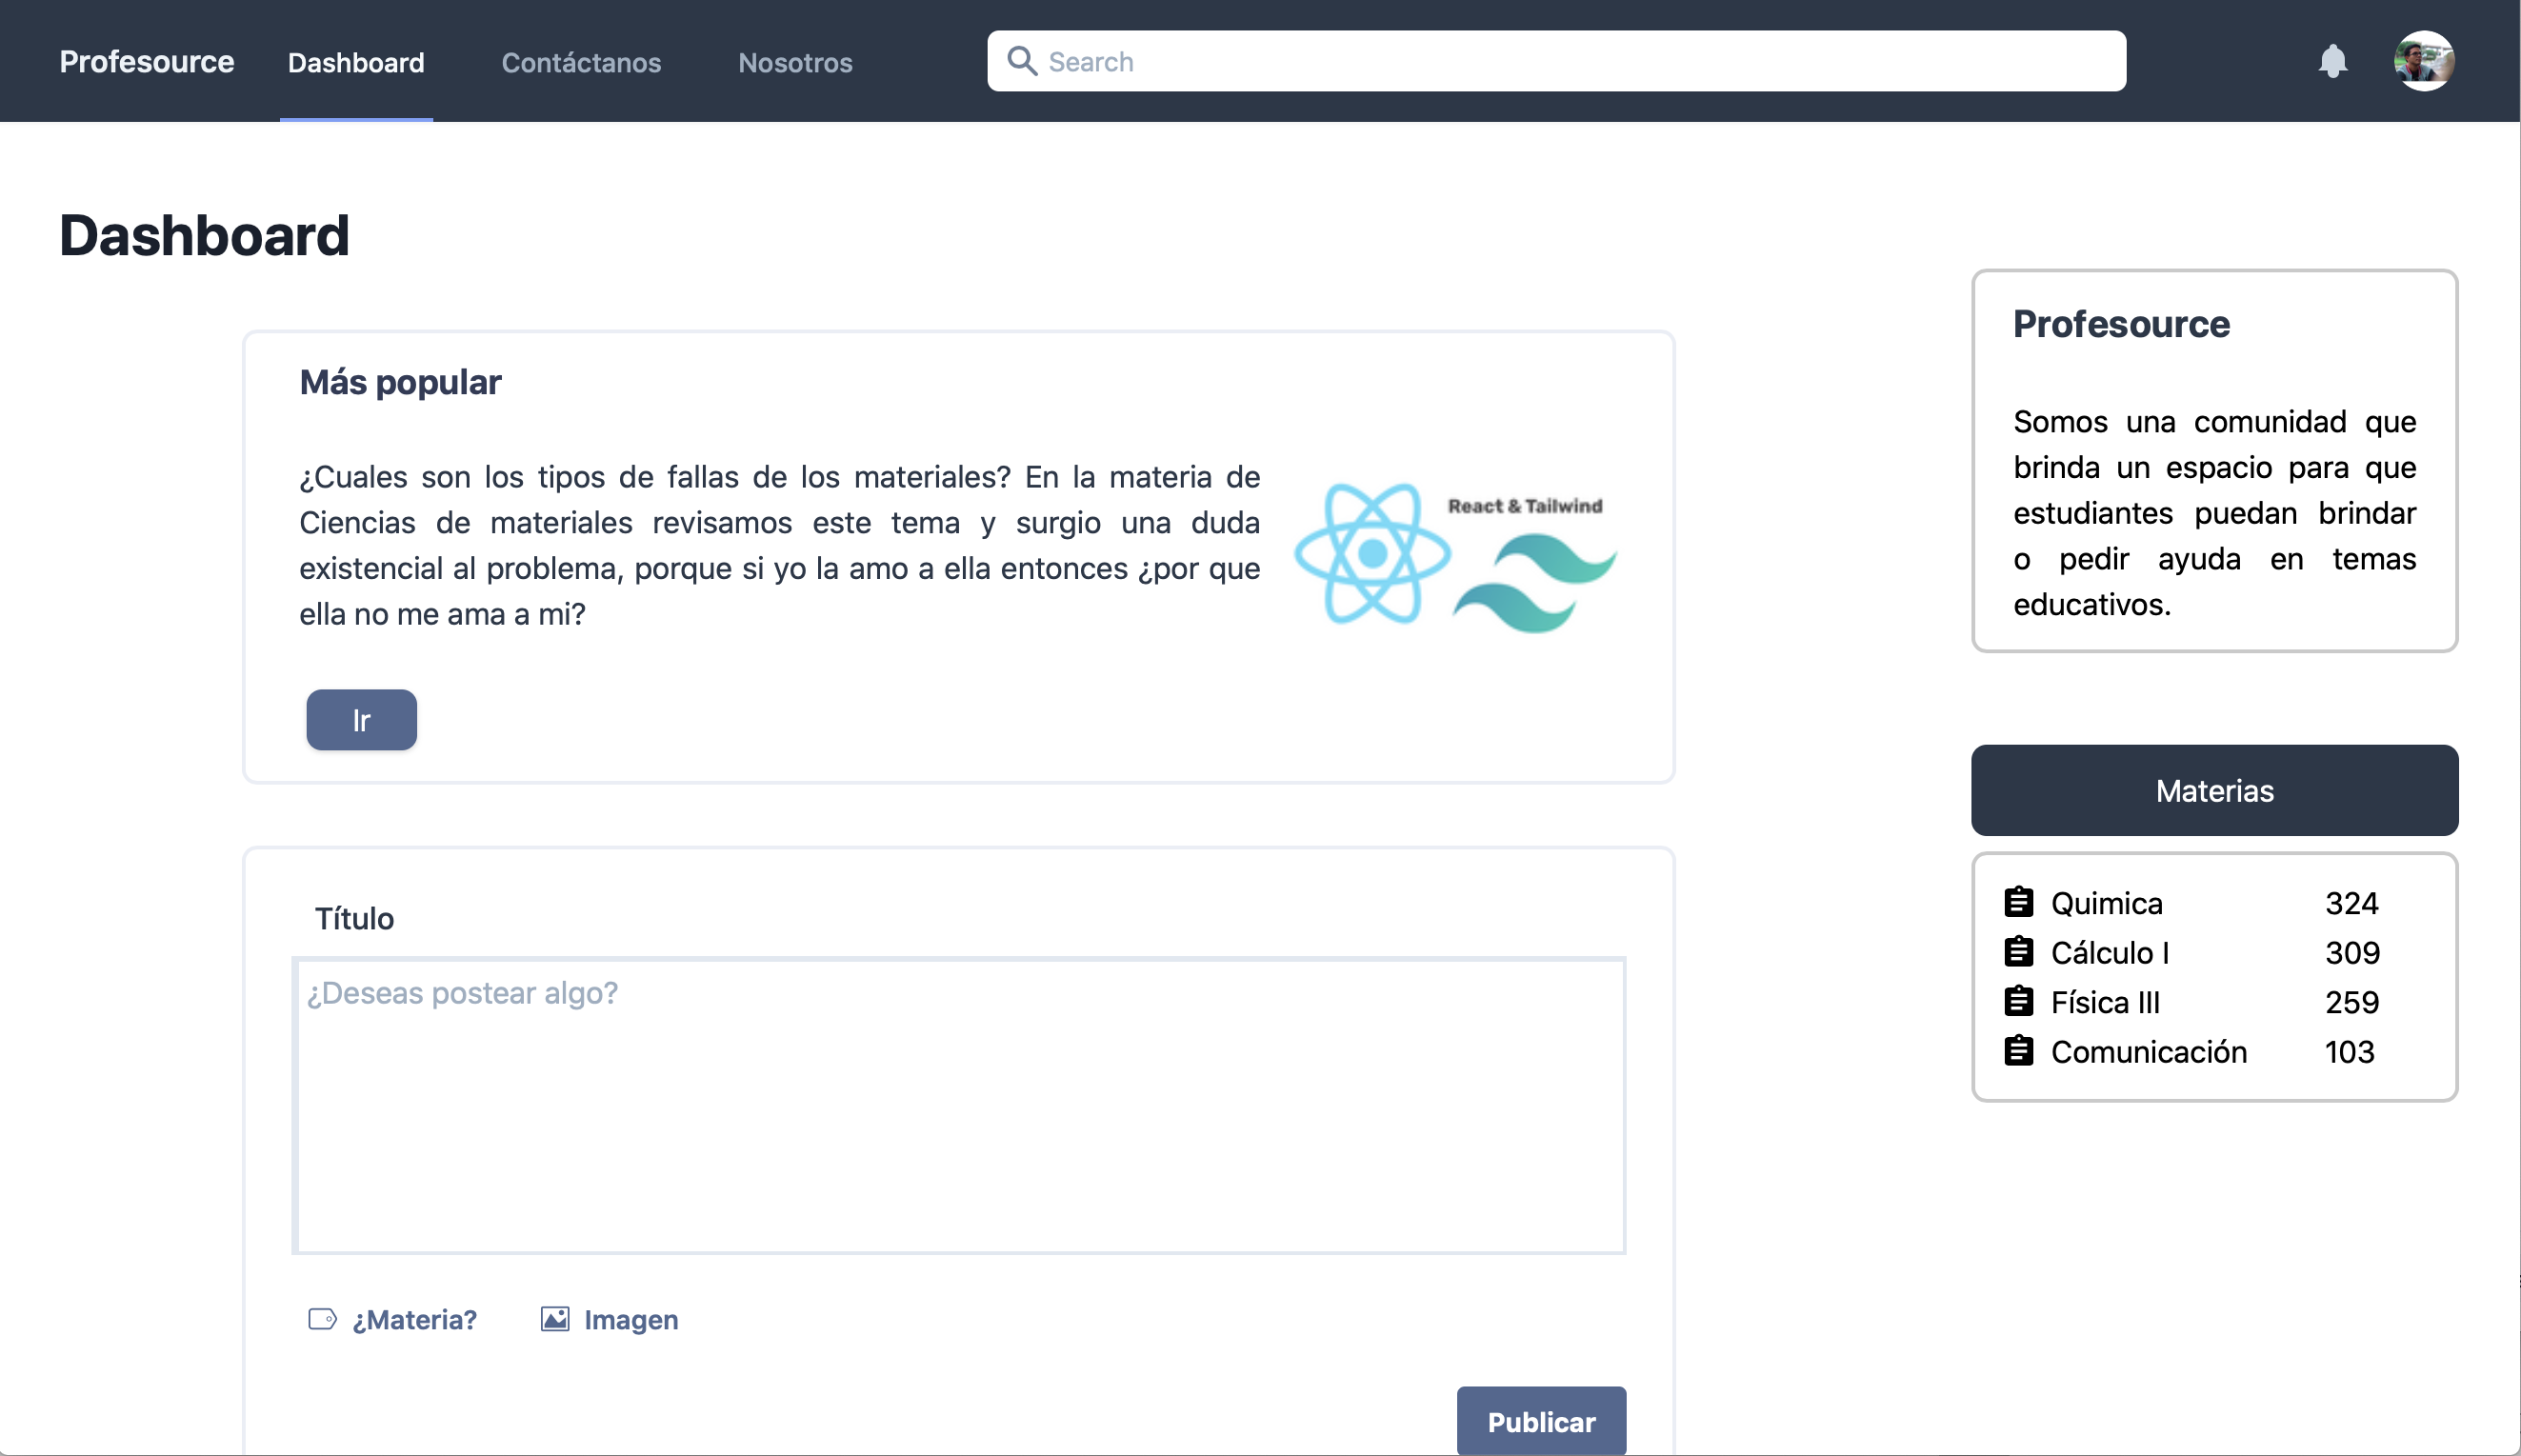 Profesource
Dashboard
Contáctanos
Nosotros
Search
Dashboard
Más popular
¿Cuales son los tipos de fallas de los materiales? En la materia de
Ciencias de materiales revisamos este tema y surgio una duda
existencial al problema, porque si yo la amo a ella entonces ¿por que
ella no me ama a mi?
React & Tailwind
Ir
Título
¿Deseas postear algo?
¿Materia?
Imagen
Publicar
Profesource
Somos una comunidad que
brinda un espacio para que
estudiantes puedan brindar
o pedir ayuda en temas
educativos.
Materias
Quimica 324
Cálculo I 309
Física III 259
Comunicación 103